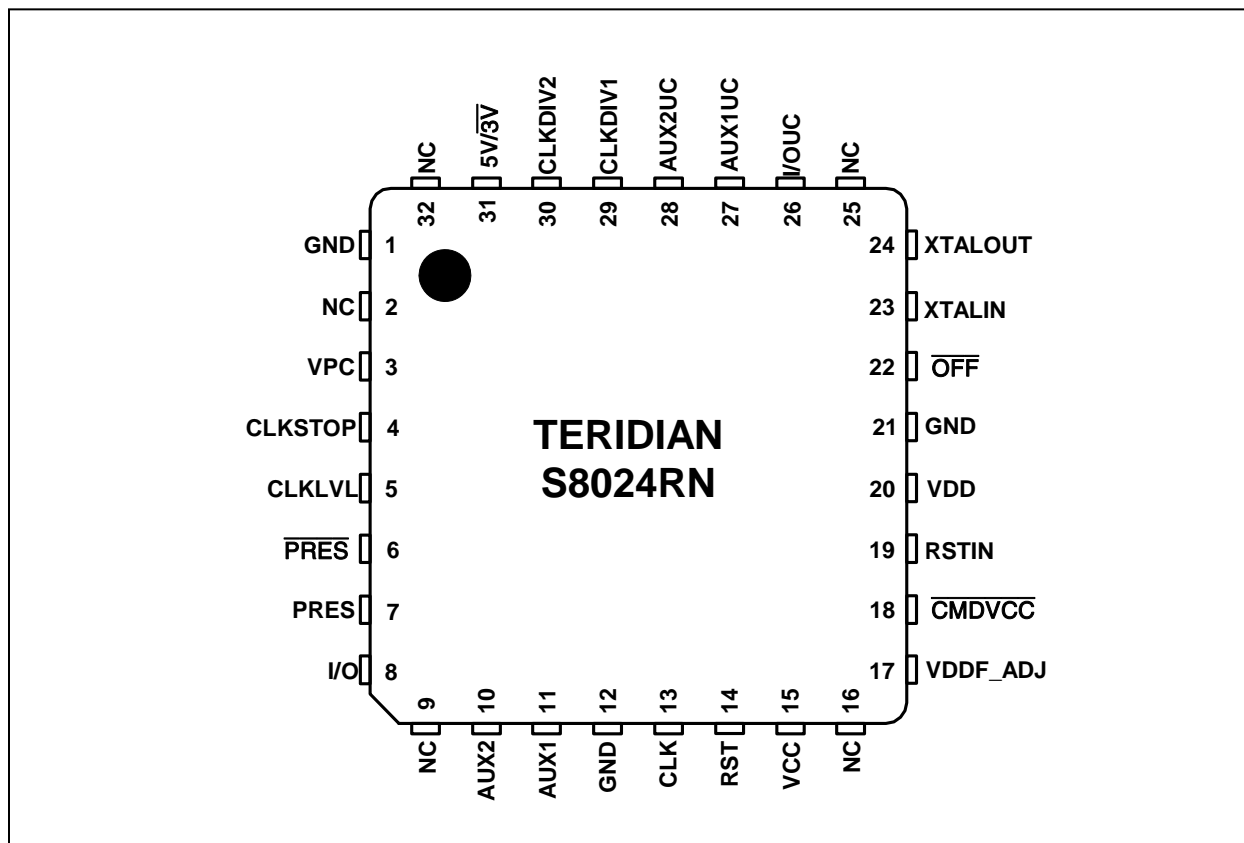 NC
5V/3V̅
CLKDIV2
CLKDIV1
AUX2UC
AUX1UC
I/OUC
NC
32
31
30
29
28
27
26
25
GND 1
NC 2
VPC 3
CLKSTOP 4
CLKLVL 5
P̅R̅E̅S̅ 6
PRES 7
I/O 8
TERIDIAN
S8024RN
24 XTALOUT
23 XTALIN
22 O̅F̅F̅
21 GND
20 VDD
19 RSTIN
18 C̅M̅D̅V̅C̅C̅
17 VDDF_ADJ
9
10
11
12
13
14
15
16
NC
AUX2
AUX1
GND
CLK
RST
VCC
NC